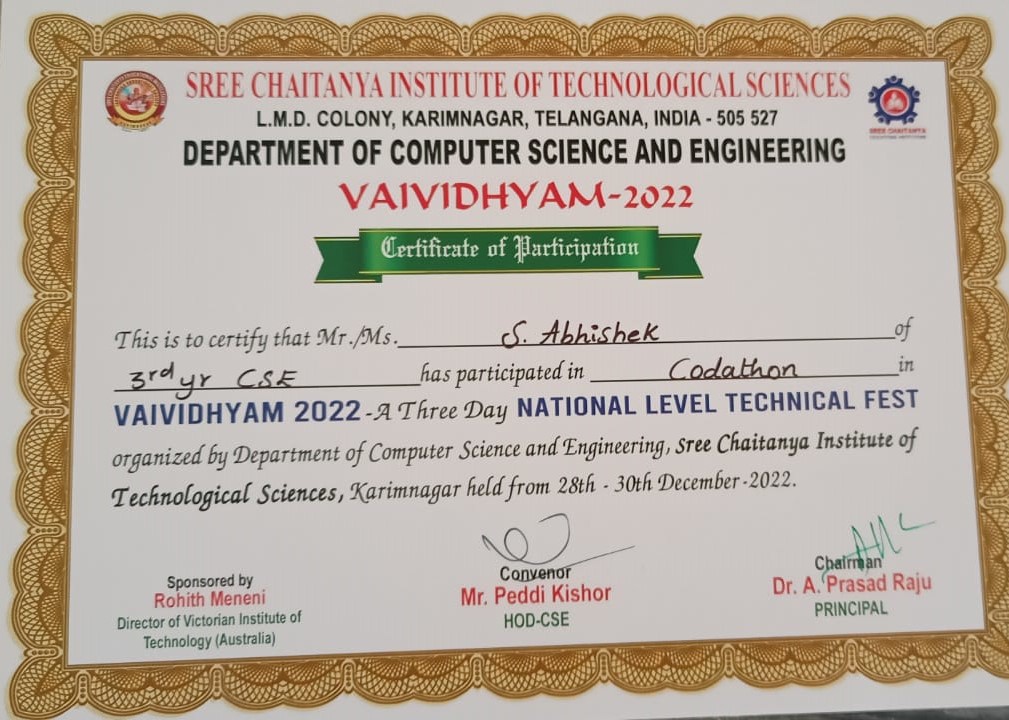 SREE CHAITANYA INSTITUTE OF TECHNOLOGICAL SCIENCES
L.M.D. COLONY, KARIMNAGAR, TELANGANA, INDIA - 505 527
SREE CHAITANYA
DEPARTMENT OF COMPUTER SCIENCE AND ENGINEERING
VAIVIDHYAM-2022
Certificate of Participation
This is to certify that Mr./Ms. S. Abhishek of
3rd yr CSE has participated in Codathon in
VAIVIDHYAM 2022 -A Three Day NATIONAL LEVEL TECHNICAL FEST
organized by Department of Computer Science and Engineering, Sree Chaitanya Institute of
Technological Sciences, Karimnagar held from 28th - 30th December-2022.
Sponsored by
Rohith Meneni
Director of Victorian Institute of
Technology (Australia)
Convenor
Mr. Peddi Kishor
HOD-CSE
Chairman
Dr. A. Prasad Raju
PRINCIPAL